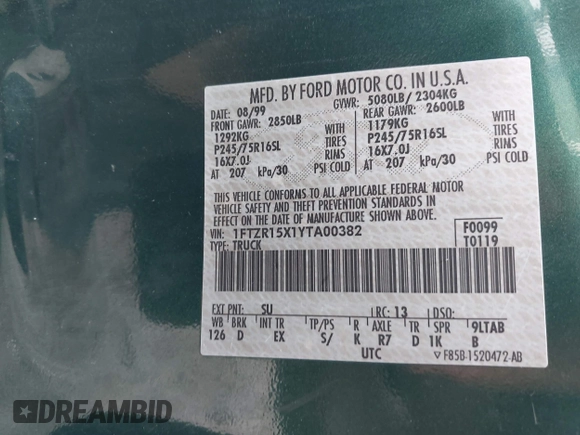 MFD. BY FORD MOTOR CO. IN U.S.A.
DATE: 08/99 GVWR: 5080LB/ 2304KG
FRONT GAWR: 2850LB REAR GAWR: 2600LB
1292KG WITH 1179KG WITH
P245/75R16SL TIRES P245/75R16SL TIRES
16X7.0J RIMS 16X7.0J RIMS
AT 207 kPa/30 PSI COLD AT 207 kPa/30 PSI COLD
THIS VEHICLE CONFORMS TO ALL APPLICABLE FEDERAL MOTOR
VEHICLE SAFETY AND THEFT PREVENTION STANDARDS IN
EFFECT ON THE DATE OF MANUFACTURE SHOWN ABOVE.
VIN: 1FTZR15X1YTA00382 F0099
TYPE: TRUCK T0119
EXT PNT: SU RC: 13 DSO:
WB BRK INT TR TP/PS R AXLE TR SPR 9LTAB
126 D EX S/ K R7 D 1K B
UTC F85B-1520472-AB
DREAMBID